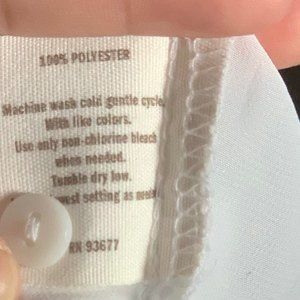 100% POLYESTER
Machine wash cold gentle cycle
With like colors.
Use only non-chlorine bleach
when needed.
Tumble dry low.
setting as
RN 93677